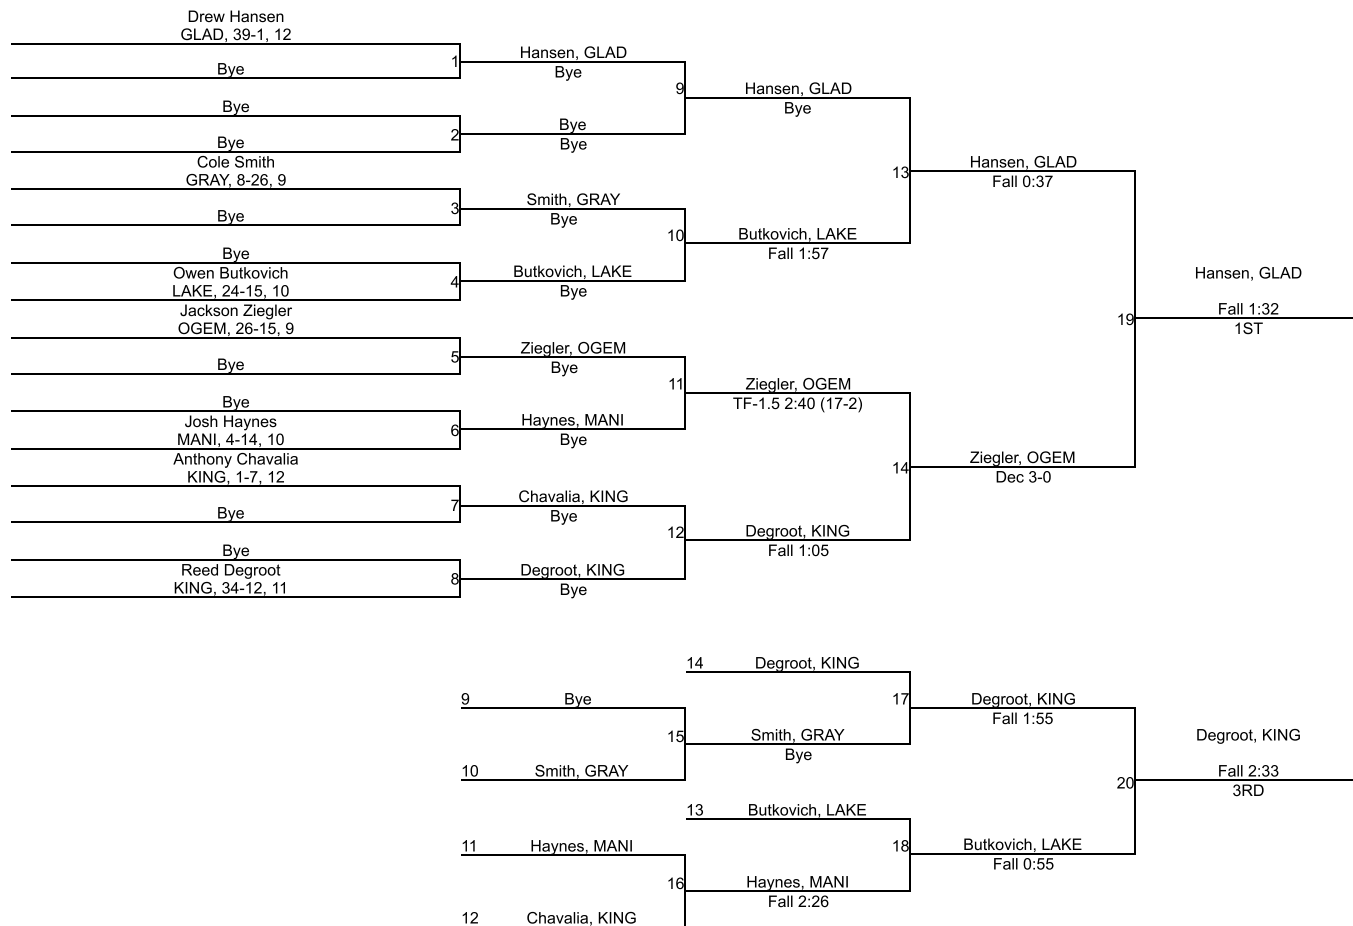 Drew Hansen
GLAD, 39-1, 12
Bye
1
Hansen, GLAD
Bye
9
Hansen, GLAD
Bye
Bye
Bye
2
Bye
Bye
13
Hansen, GLAD
Fall 0:37
Cole Smith
GRAY, 8-26, 9
Bye
3
Smith, GRAY
Bye
10
Butkovich, LAKE
Fall 1:57
Bye
Owen Butkovich
LAKE, 24-15, 10
4
Butkovich, LAKE
Bye
19
Hansen, GLAD
Fall 1:32
1ST
Jackson Ziegler
OGEM, 26-15, 9
Bye
5
Ziegler, OGEM
Bye
11
Ziegler, OGEM
TF-1.5 2:40 (17-2)
Bye
Josh Haynes
MANI, 4-14, 10
6
Haynes, MANI
Bye
14
Ziegler, OGEM
Dec 3-0
Anthony Chavalia
KING, 1-7, 12
Bye
7
Chavalia, KING
Bye
12
Degroot, KING
Fall 1:05
Bye
Reed Degroot
KING, 34-12, 11
8
Degroot, KING
Bye
14
Degroot, KING
9
Bye
17
Degroot, KING
Fall 1:55
15
Smith, GRAY
Bye
10
Smith, GRAY
20
Degroot, KING
Fall 2:33
3RD
13
Butkovich, LAKE
11
Haynes, MANI
18
Butkovich, LAKE
Fall 0:55
16
Haynes, MANI
Fall 2:26
12
Chavalia, KING